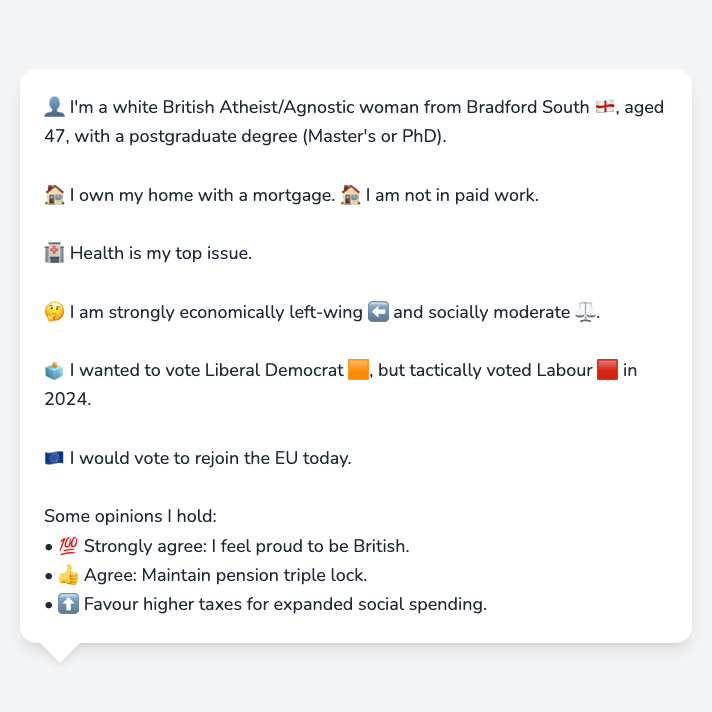 👤 I'm a white British Atheist/Agnostic woman from Bradford South 🏴󠁧󠁢󠁥󠁮󠁧󠁿, aged
47, with a postgraduate degree (Master's or PhD).
🏠 I own my home with a mortgage. 🏠 I am not in paid work.
🏥 Health is my top issue.
🤔 I am strongly economically left-wing ⬅️ and socially moderate ⚖️.
🗳️ I wanted to vote Liberal Democrat 🟧, but tactically voted Labour 🟥 in
2024.
🇪🇺 I would vote to rejoin the EU today.
Some opinions I hold:
• 💯 Strongly agree: I feel proud to be British.
• 👍 Agree: Maintain pension triple lock.
• ⬆️ Favour higher taxes for expanded social spending.